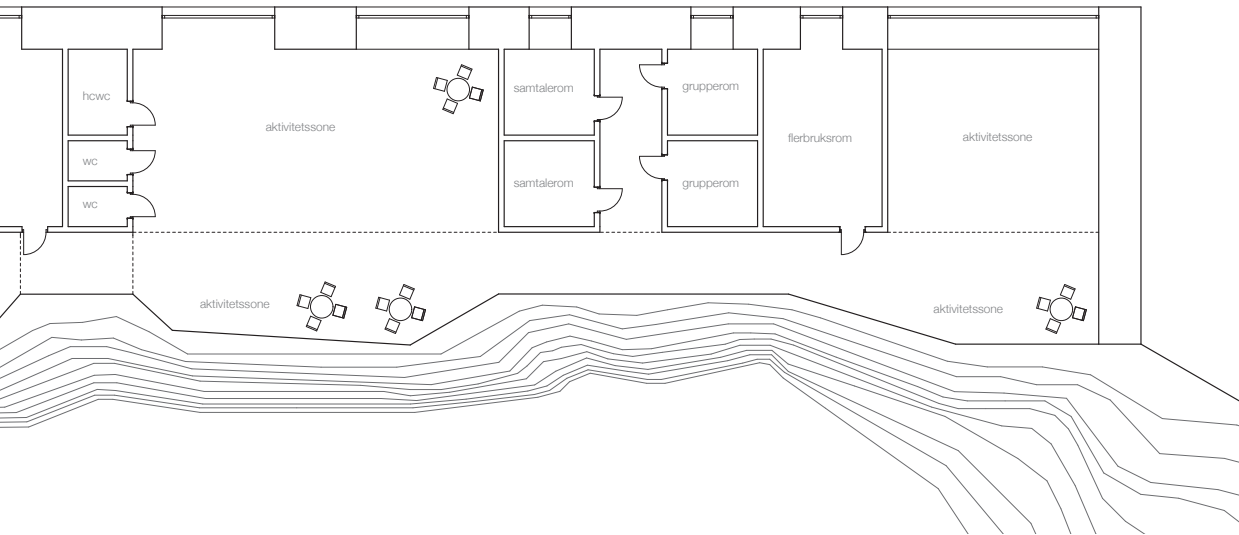 hcwc
samtalerom
grupperom
aktivitetssone
flerbruksrom
aktivitetssone
wc
samtalerom
grupperom
wc
aktivitetssone
aktivitetssone